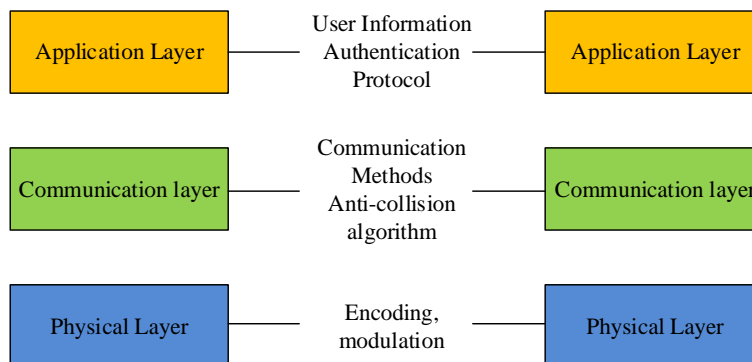 Application Layer
User Information
Authentication
Protocol
Application Layer
Communication layer
Communication
Methods
Anti-collision
algorithm
Communication layer
Physical Layer
Encoding,
modulation
Physical Layer